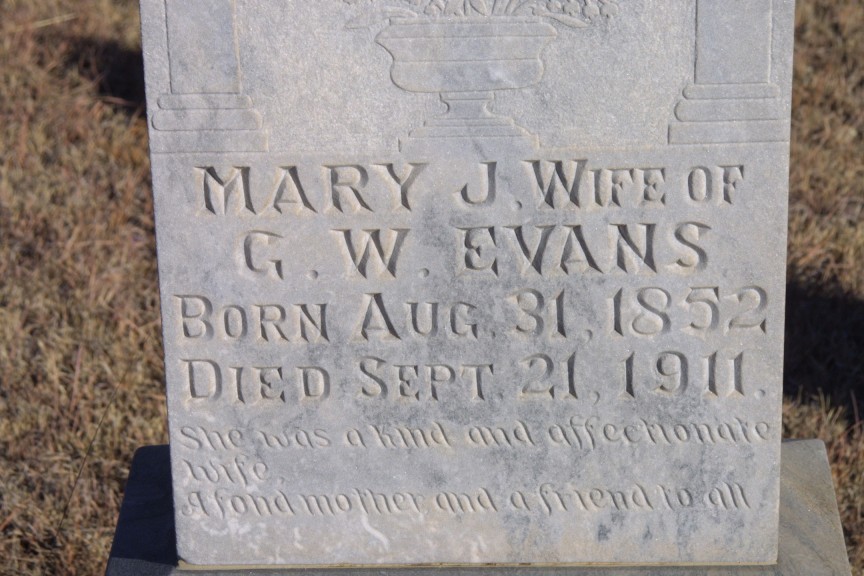 MARY J. WIFE OF
G. W. EVANS
BORN AUG. 31, 1852
DIED SEPT. 21, 1911.
She was a kind and affectionate
wife,
A fond mother and a friend to all